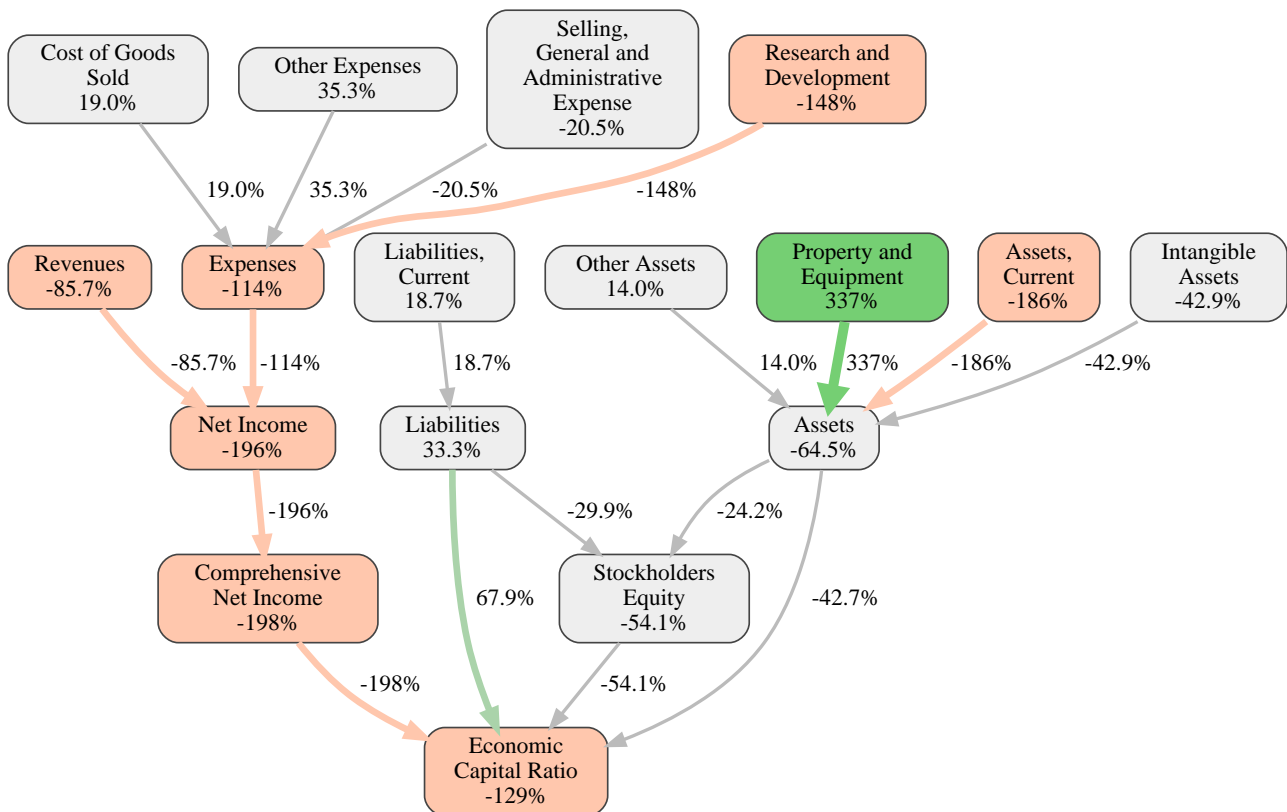 Cost of Goods
Sold
19.0%
Other Expenses
35.3%
Selling,
General and
Administrative
Expense
-20.5%
Research and
Development
-148%
19.0%
35.3%
-20.5%
-148%
Revenues
-85.7%
Expenses
-114%
Liabilities,
Current
18.7%
Other Assets
14.0%
Property and
Equipment
337%
Assets,
Current
-186%
Intangible
Assets
-42.9%
-85.7%
-114%
18.7%
14.0%
337%
-186%
-42.9%
Net Income
-196%
Liabilities
33.3%
Assets
-64.5%
-196%
-29.9%
-24.2%
Comprehensive
Net Income
-198%
67.9%
Stockholders
Equity
-54.1%
-42.7%
-198%
-54.1%
Economic
Capital Ratio
-129%